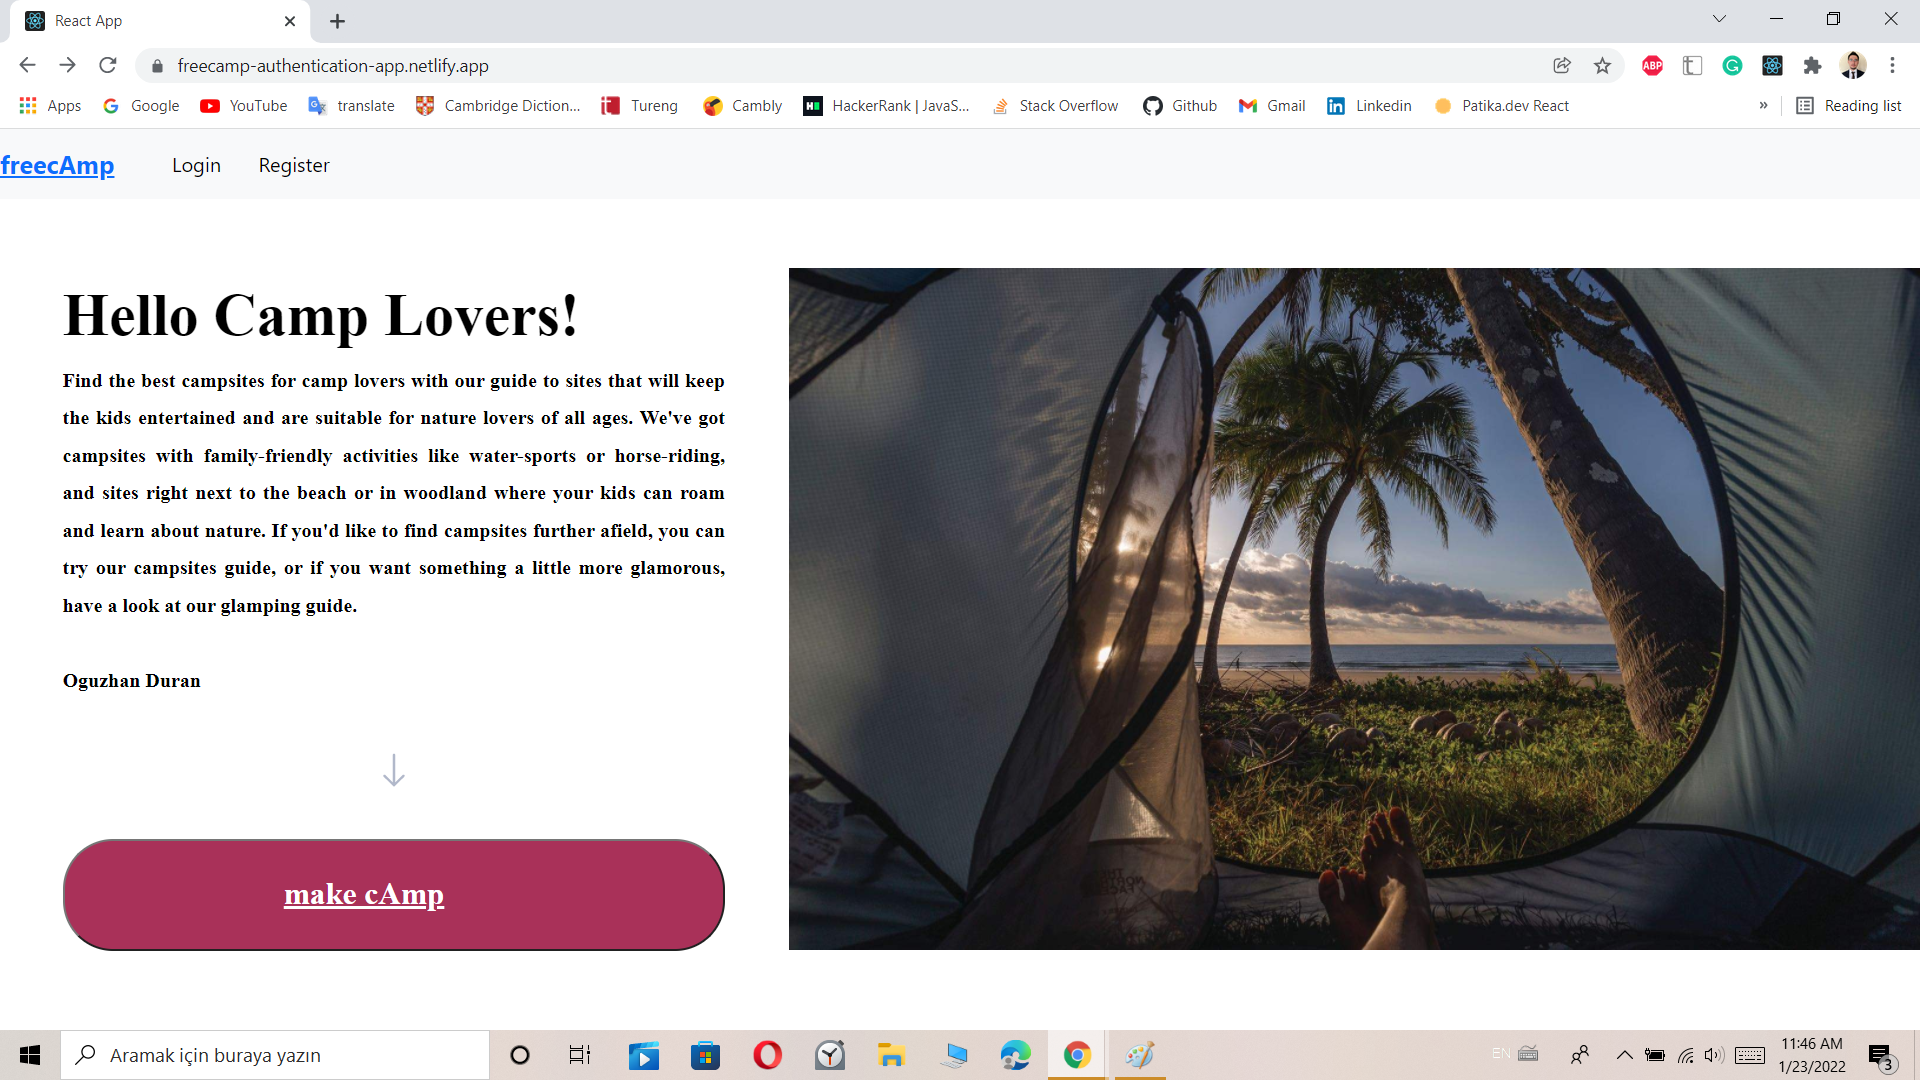 React App
freecamp-authentication-app.netlify.app
ABP
Apps Google YouTube translate Cambridge Diction... Tureng Cambly HackerRank | JavaS... Stack Overflow Github Gmail Linkedin Patika.dev React » Reading list
freecAmp Login Register
Hello Camp Lovers!
Find the best campsites for camp lovers with our guide to sites that will keep
the kids entertained and are suitable for nature lovers of all ages. We've got
campsites with family-friendly activities like water-sports or horse-riding,
and sites right next to the beach or in woodland where your kids can roam
and learn about nature. If you'd like to find campsites further afield, you can
try our campsites guide, or if you want something a little more glamorous,
have a look at our glamping guide.
Oguzhan Duran
make cAmp
Aramak için buraya yazın
EN
11:46 AM
1/23/2022
3